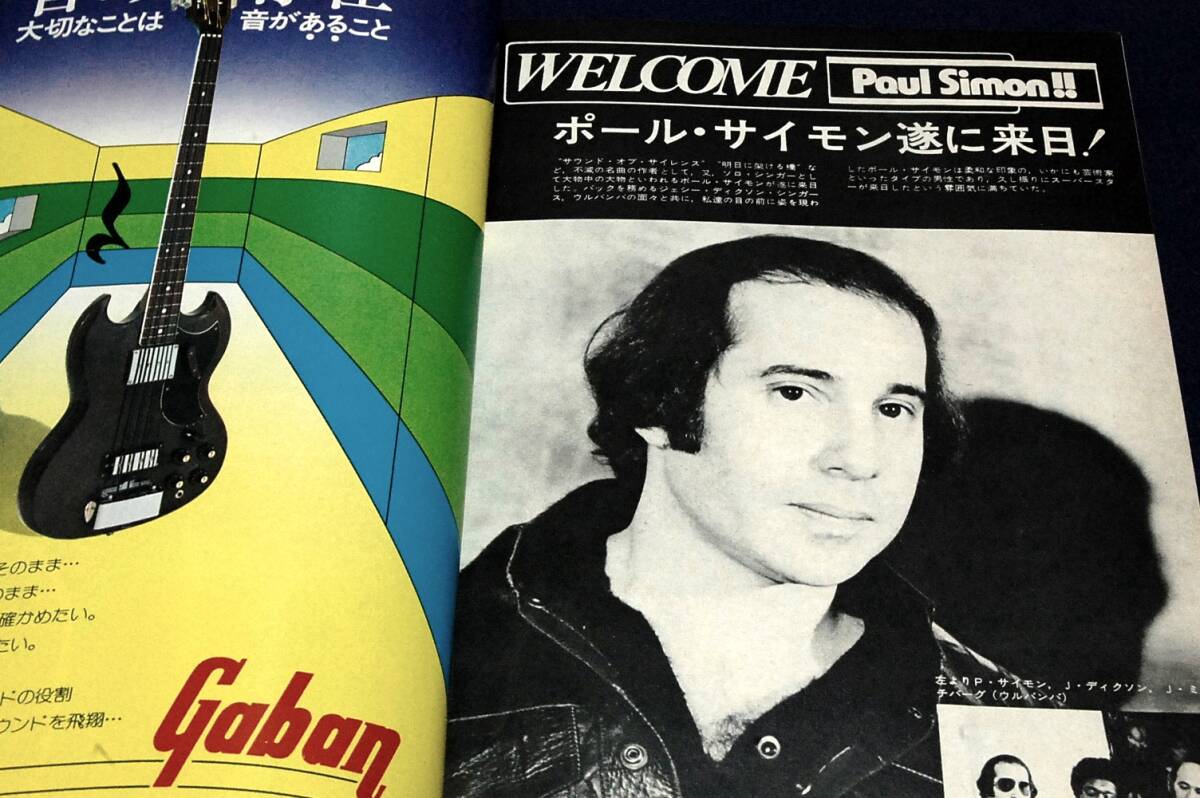 大切なことは 音があること
そのまま…
のまま…
確かめたい。
たい。
ドの役割
ウンドを飛翔…
Gaban
WELCOME Paul Simon!!
ポール・サイモン遂に来日!
"サウンド・オブ・サイレンス" "明日に架ける橋" な
ど、不滅の名曲の作者として，又，ソロ・シンガーとし
て大物中の大物といわれるポール・サイモンが遂に来日
した。バックを務めるジェシー・ディクソン・シンガー
ス，ウルバンバの面々と共に，私達の目の前に姿を現わ
したポール・サイモンは柔和な印象の，いかにも芸術家
といったタイプの男性であり，久し振りにスーパースタ
ーが来日したという雰囲気に満ちていた。
左よりP・サイモン，J・ディクソン，J・
チバーグ（ウルバンバ）